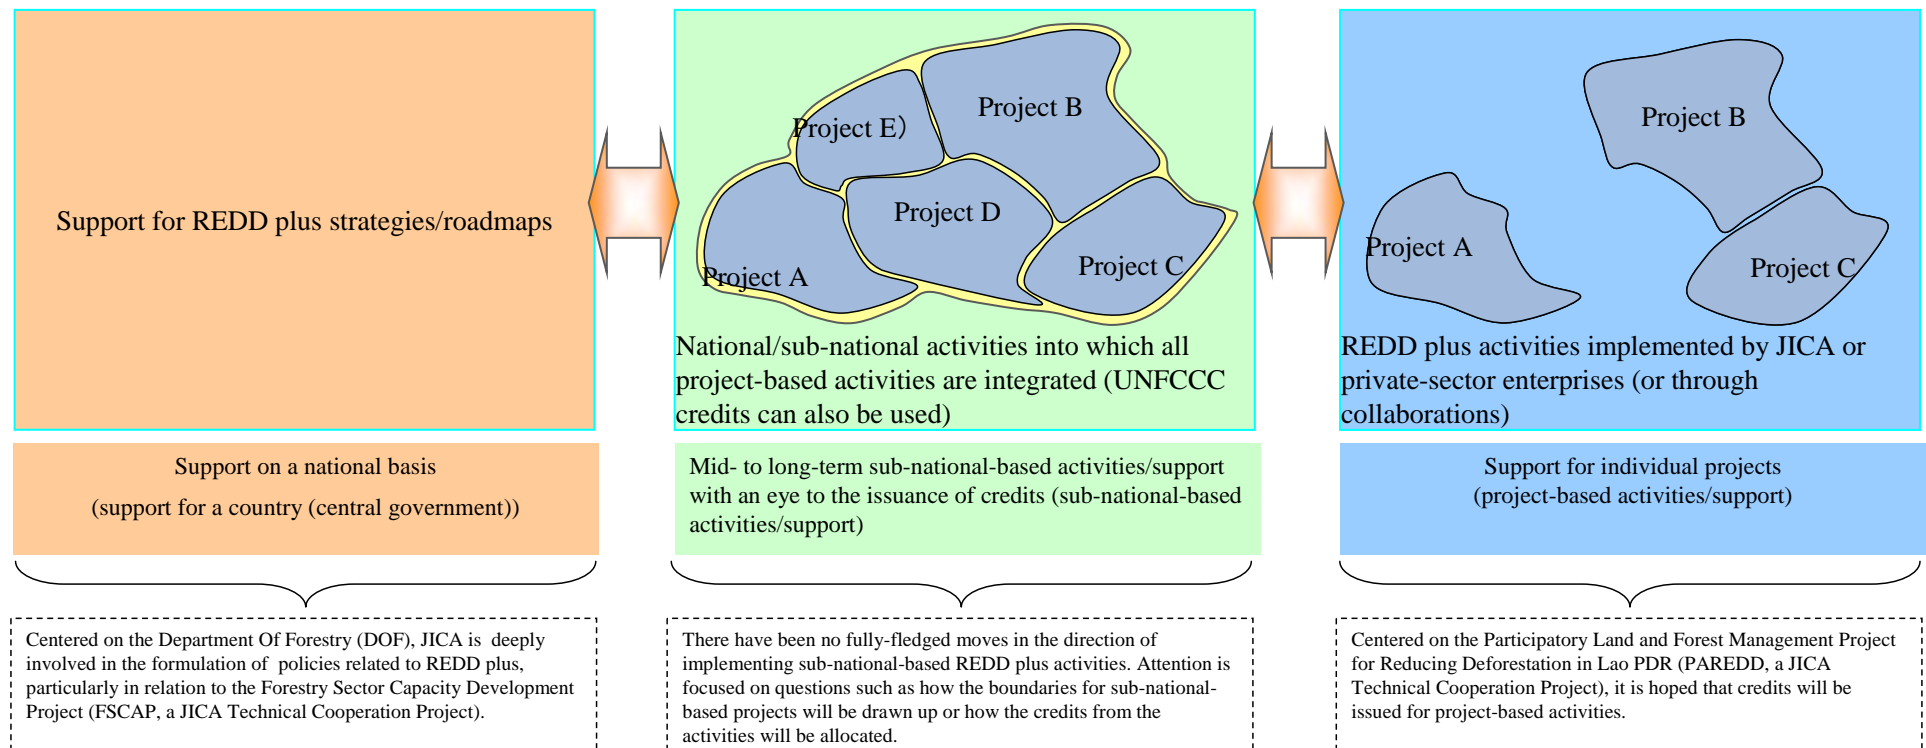 Support for REDD plus strategies/roadmaps
Project E）
Project B
Project D
Project A
Project C
National/sub-national activities into which all
project-based activities are integrated (UNFCCC
credits can also be used)
Project B
Project A
Project C
REDD plus activities implemented by JICA or
private-sector enterprises (or through
collaborations)
Support on a national basis
(support for a country (central government))
Mid- to long-term sub-national-based activities/support
with an eye to the issuance of credits (sub-national-based
activities/support)
Support for individual projects
(project-based activities/support)
Centered on the Department Of Forestry (DOF), JICA is deeply
involved in the formulation of policies related to REDD plus,
particularly in relation to the Forestry Sector Capacity Development
Project (FSCAP, a JICA Technical Cooperation Project).
There have been no fully-fledged moves in the direction of
implementing sub-national-based REDD plus activities. Attention is
focused on questions such as how the boundaries for sub-national-
based projects will be drawn up or how the credits from the
activities will be allocated.
Centered on the Participatory Land and Forest Management Project
for Reducing Deforestation in Lao PDR (PAREDD, a JICA
Technical Cooperation Project), it is hoped that credits will be
issued for project-based activities.